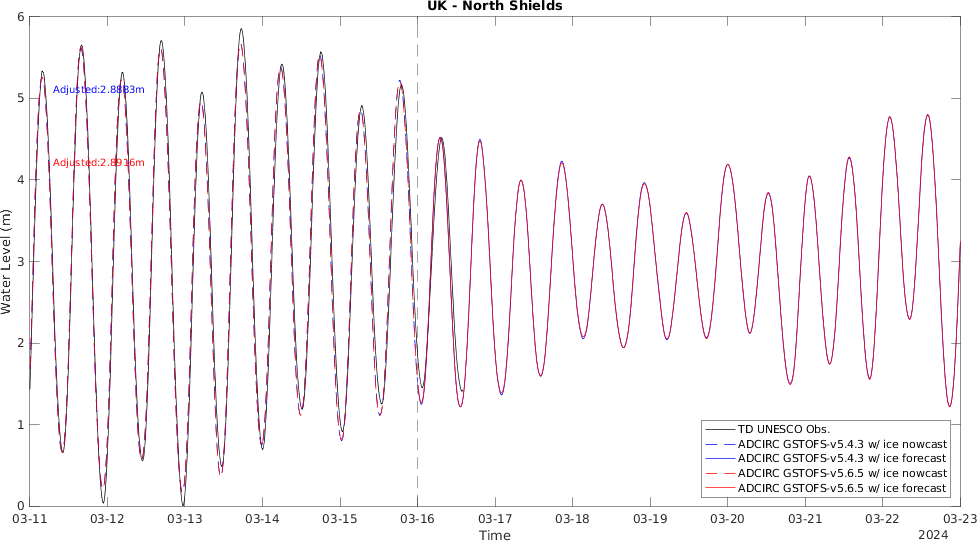 UK - North Shields
6
5
4
3
2
1
0
Water Level (m)
Adjusted:2.8883m
Adjusted:2.8916m
TD UNESCO Obs.
ADCIRC GSTOFS-v5.4.3 w/ ice nowcast
ADCIRC GSTOFS-v5.4.3 w/ ice forecast
ADCIRC GSTOFS-v5.6.5 w/ ice nowcast
ADCIRC GSTOFS-v5.6.5 w/ ice forecast
03-11 03-12 03-13 03-14 03-15 03-16 03-17 03-18 03-19 03-20 03-21 03-22 03-23
Time
2024